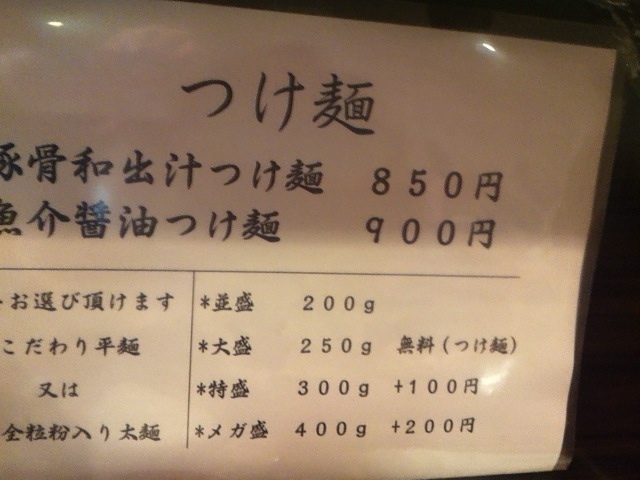 つけ麺
豚骨和出汁つけ麺 850円
魚介醤油つけ麺 900円
お選び頂けます
こだわり平麺
又は
全粒粉入り太麺
*並盛 200g
*大盛 250g 無料(つけ麺)
*特盛 300g +100円
*メガ盛 400g +200円